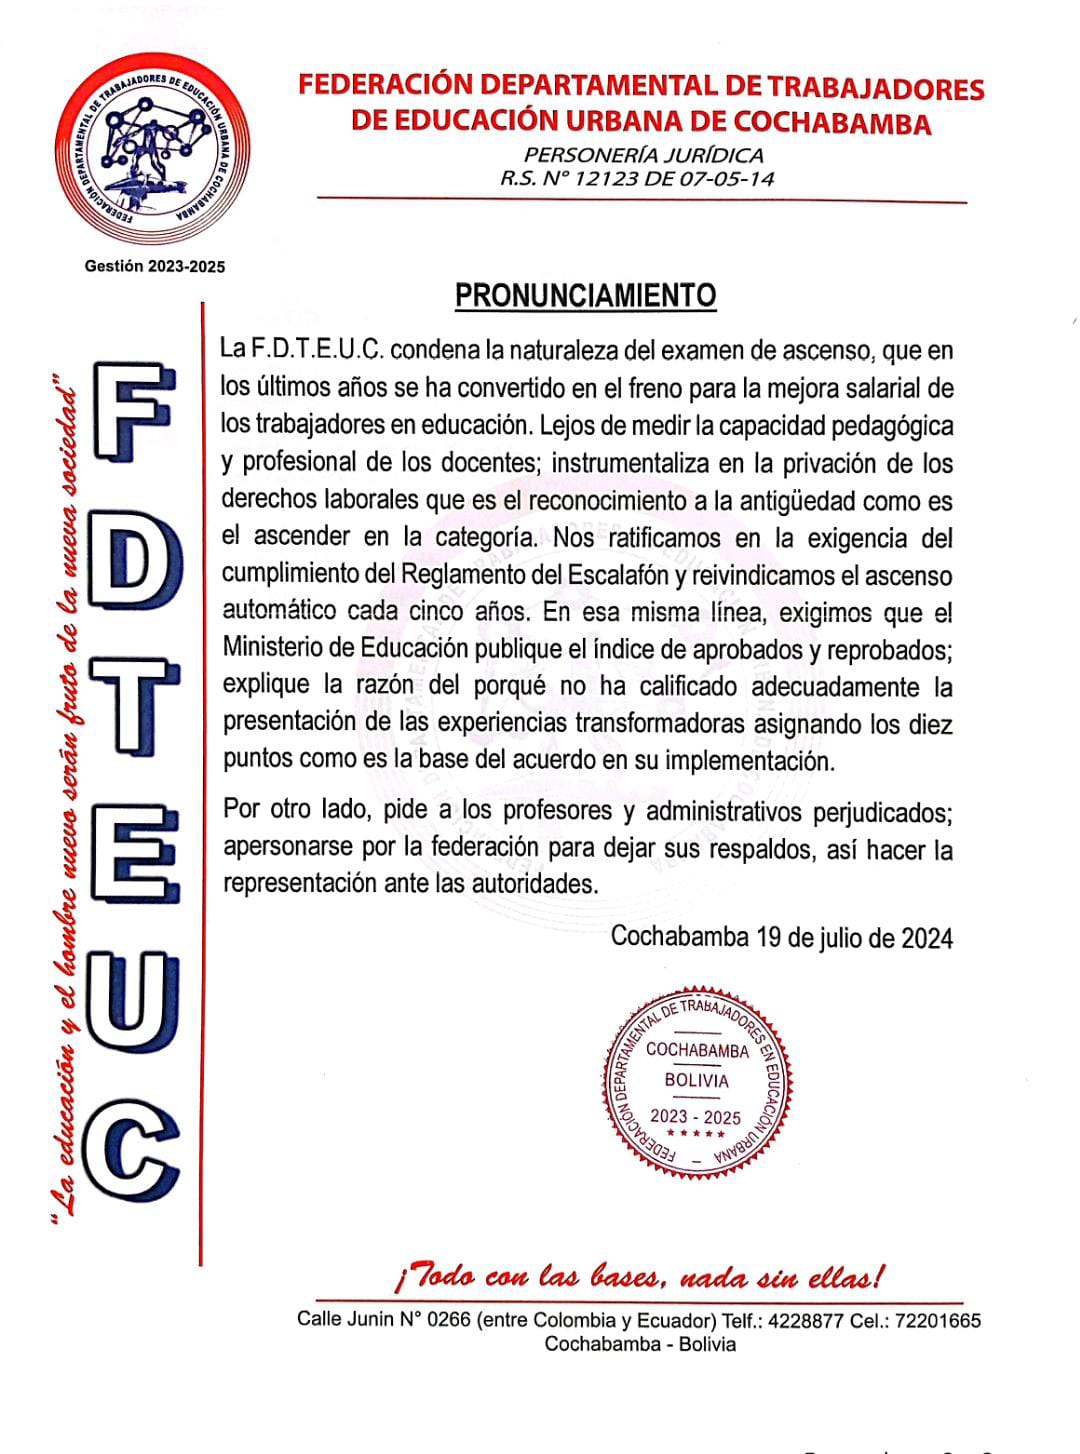 FEDERACIÓN DEPARTAMENTAL DE TRABAJADORES DE EDUCACIÓN URBANA DE COCHABAMBA
Gestión 2023-2025
FEDERACIÓN DEPARTAMENTAL DE TRABAJADORES
DE EDUCACIÓN URBANA DE COCHABAMBA
PERSONERÍA JURÍDICA
R.S. N° 12123 DE 07-05-14
"La educación y el hombre nuevo serán fruto de la nueva sociedad"
FDTEUC
PRONUNCIAMIENTO
La F.D.T.E.U.C. condena la naturaleza del examen de ascenso, que en
los últimos años se ha convertido en el freno para la mejora salarial de
los trabajadores en educación. Lejos de medir la capacidad pedagógica
y profesional de los docentes; instrumentaliza en la privación de los
derechos laborales que es el reconocimiento a la antigüedad como es
el ascender en la categoría. Nos ratificamos en la exigencia del
cumplimiento del Reglamento del Escalafón y reivindicamos el ascenso
automático cada cinco años. En esa misma línea, exigimos que el
Ministerio de Educación publique el índice de aprobados y reprobados;
explique la razón del porqué no ha calificado adecuadamente la
presentación de las experiencias transformadoras asignando los diez
puntos como es la base del acuerdo en su implementación.
Por otro lado, pide a los profesores y administrativos perjudicados;
apersonarse por la federación para dejar sus respaldos, así hacer la
representación ante las autoridades.
Cochabamba 19 de julio de 2024
FEDERACIÓN DEPARTAMENTAL DE TRABAJADORES EN EDUCACIÓN URBANA
COCHABAMBA
BOLIVIA
2023 - 2025
¡Todo con las bases, nada sin ellas!
Calle Junin N° 0266 (entre Colombia y Ecuador) Telf.: 4228877 Cel.: 72201665
Cochabamba - Bolivia